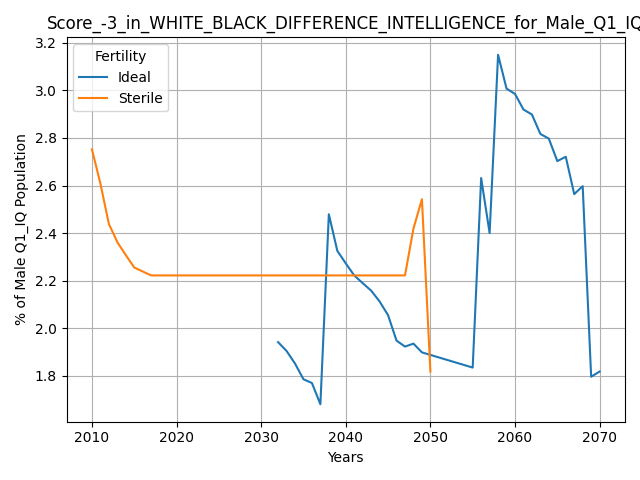 Score_-3_in_WHITE_BLACK_DIFFERENCE_INTELLIGENCE_for_Male_Q1_IQ
Fertility
Ideal
Sterile
% of Male Q1_IQ Population
3.2
3.0
2.8
2.6
2.4
2.2
2.0
1.8
2010 2020 2030 2040 2050 2060 2070
Years